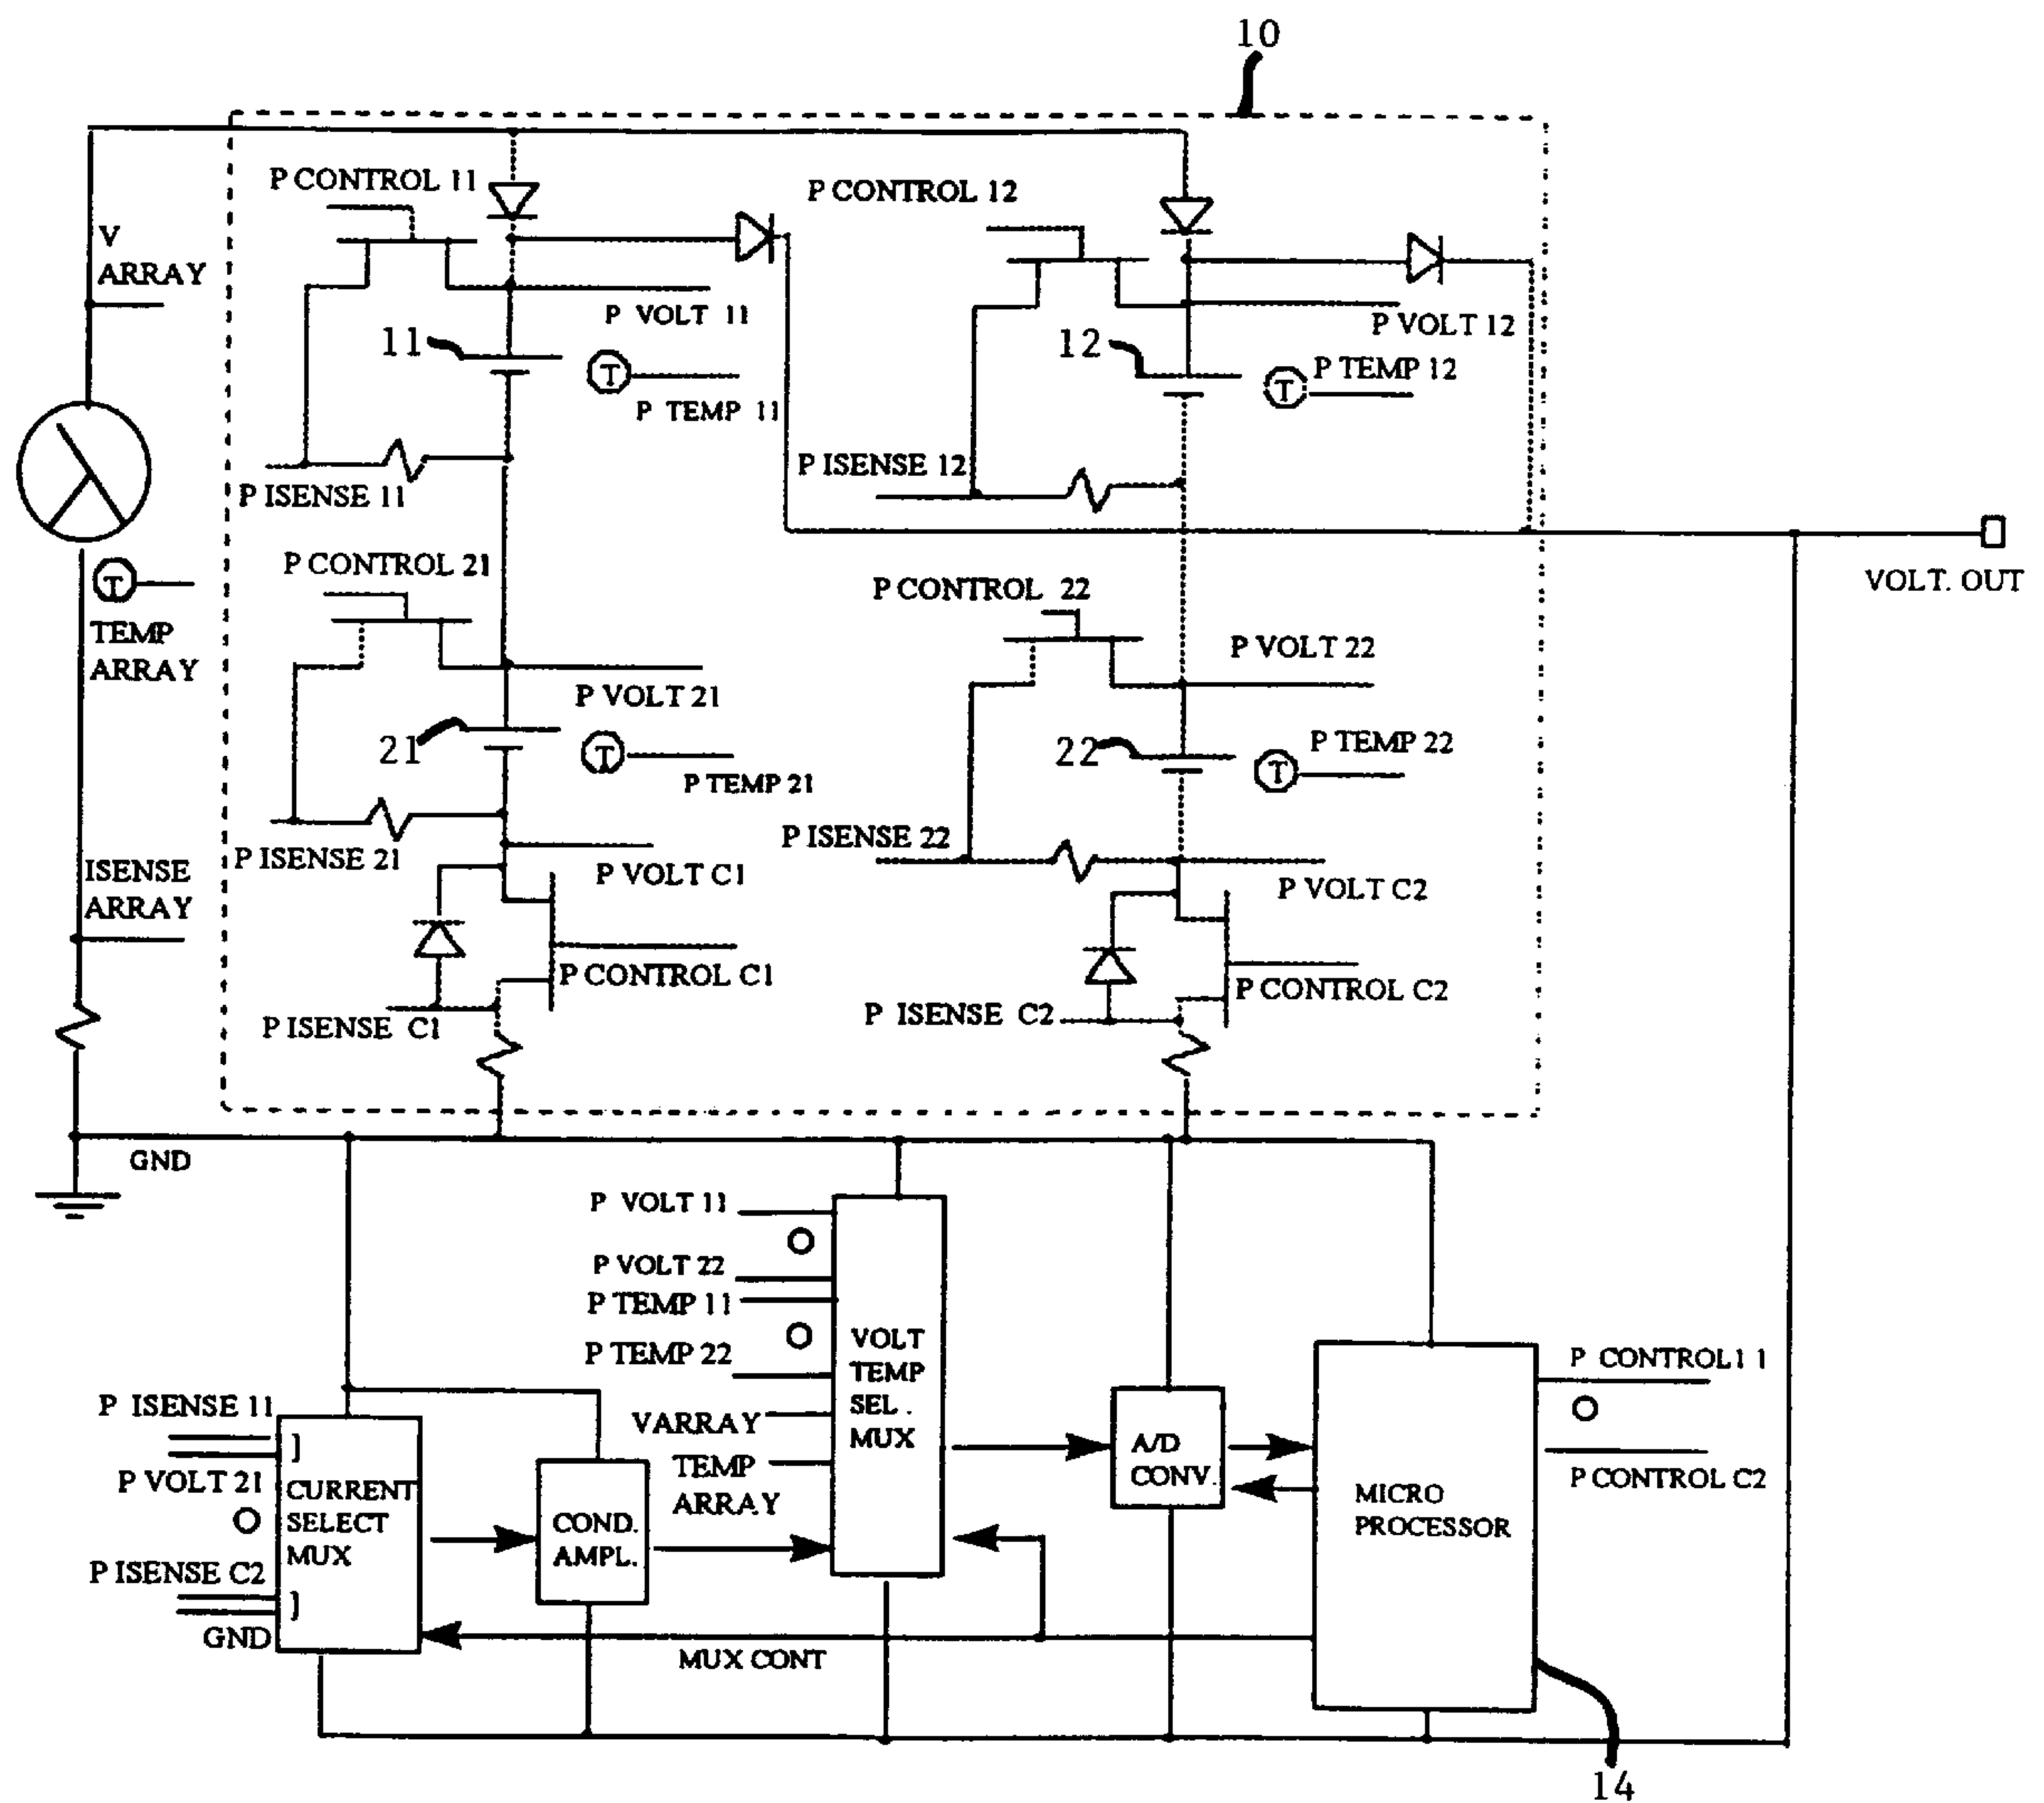 10
P CONTROL 11
P CONTROL 12
V
ARRAY
P VOLT 11
P VOLT 12
11
12
T
P TEMP 11
T
P TEMP 12
P ISENSE 11
P ISENSE 12
T
TEMP
ARRAY
P CONTROL 21
P CONTROL 22
VOLT. OUT
P VOLT 21
P VOLT 22
21
22
T
P TEMP 21
T
P TEMP 22
P ISENSE 21
P ISENSE 22
P VOLT C1
P VOLT C2
ISENSE
ARRAY
P CONTROL C1
P CONTROL C2
P ISENSE C1
P ISENSE C2
GND
P VOLT 11
P VOLT 22
P TEMP 11
P TEMP 22
VARRAY
TEMP
ARRAY
VOLT
TEMP
SEL.
MUX
P ISENSE 11
P VOLT 21
P ISENSE C2
GND
]
CURRENT
SELECT
MUX
]
COND.
AMPL.
A/D
CONV.
MICRO
PROCESSOR
P CONTROL11
P CONTROL C2
MUX CONT
14